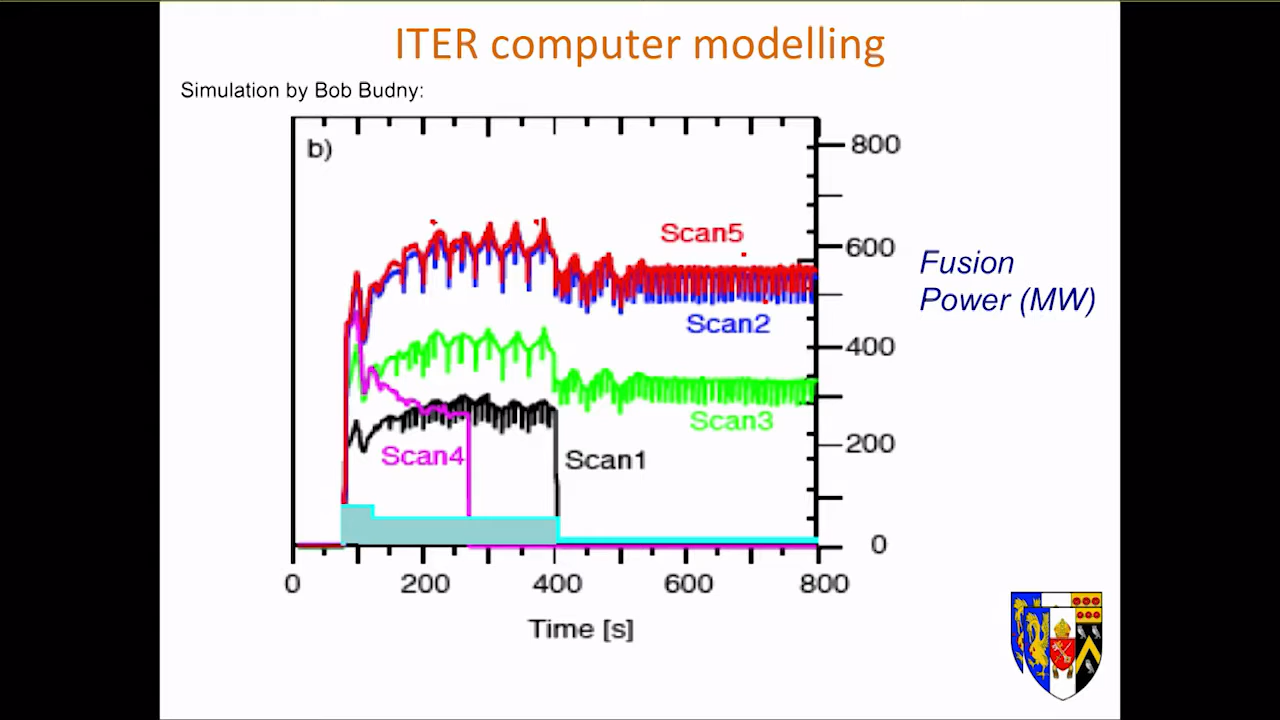 ITER computer modelling
Simulation by Bob Budny:
b)
800
Scan5
600
Fusion
Power (MW)
Scan2
400
Scan3
Scan4
Scan1
200
0
0 200 400 600 800
Time [s]